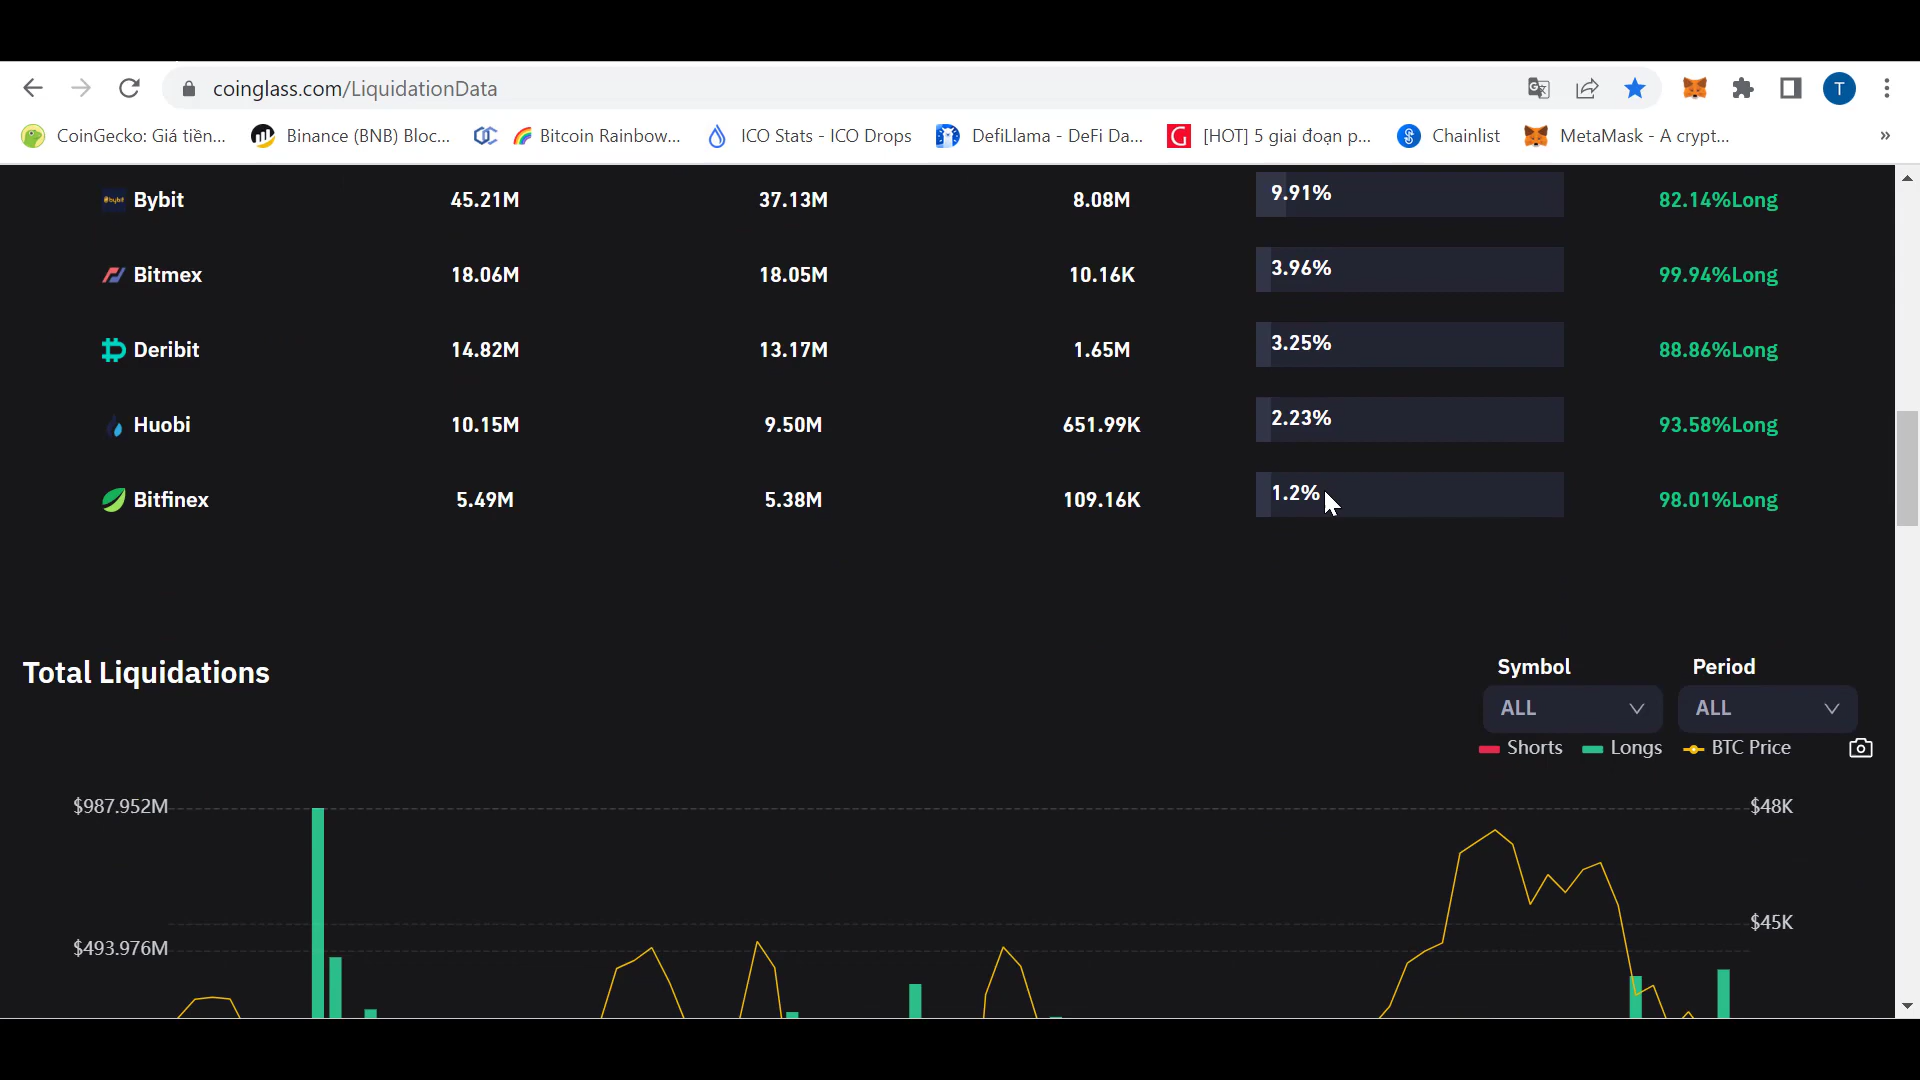 coinglass.com/LiquidationData
T
CoinGecko: Giá tiền...
Binance (BNB) Bloc...
Bitcoin Rainbow...
ICO Stats - ICO Drops
DefiLlama - DeFi Da...
G
[HOT] 5 giai đoạn p...
Chainlist
MetaMask - A crypt...
»
Bybit 45.21M 37.13M 8.08M 9.91% 82.14%Long
Bitmex 18.06M 18.05M 10.16K 3.96% 99.94%Long
Deribit 14.82M 13.17M 1.65M 3.25% 88.86%Long
Huobi 10.15M 9.50M 651.99K 2.23% 93.58%Long
Bitfinex 5.49M 5.38M 109.16K 1.2% 98.01%Long
Total Liquidations
Symbol Period
ALL ALL
Shorts Longs BTC Price
$987.952M $48K
$45K
$493.976M